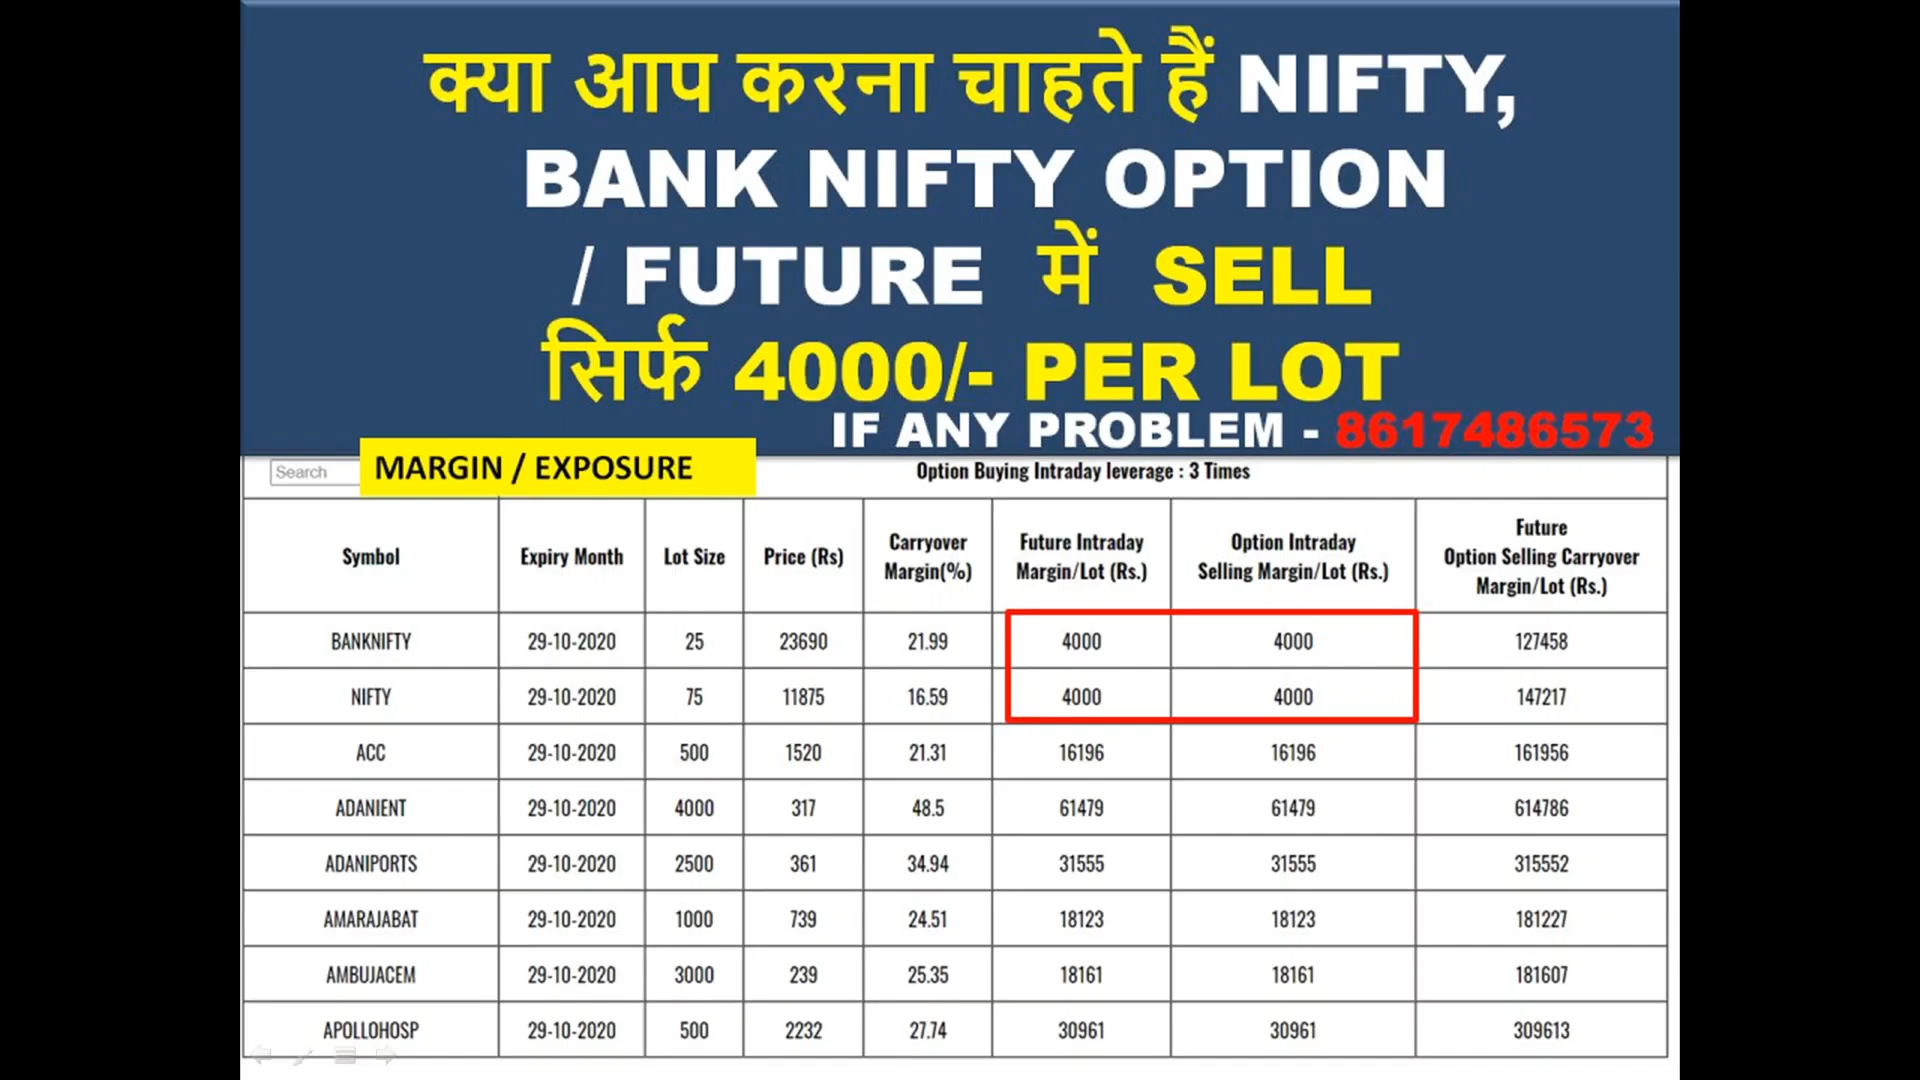 क्या आप करना चाहते हैं NIFTY,
BANK NIFTY OPTION
/ FUTURE में SELL
सिर्फ 4000/- PER LOT
IF ANY PROBLEM - 8617486573
Search MARGIN / EXPOSURE Option Buying Intraday leverage : 3 Times
Symbol Expiry Month Lot Size Price (Rs) Carryover Margin(%) Future Intraday Margin/Lot (Rs.) Option Intraday Selling Margin/Lot (Rs.) Future Option Selling Carryover Margin/Lot (Rs.)
BANKNIFTY 29-10-2020 25 23690 21.99 4000 4000 127458
NIFTY 29-10-2020 75 11875 16.59 4000 4000 147217
ACC 29-10-2020 500 1520 21.31 16196 16196 161956
ADANIENT 29-10-2020 4000 317 48.5 61479 61479 614786
ADANIPORTS 29-10-2020 2500 361 34.94 31555 31555 315552
AMARAJABAT 29-10-2020 1000 739 24.51 18123 18123 181227
AMBUJACEM 29-10-2020 3000 239 25.35 18161 18161 181607
APOLLOHOSP 29-10-2020 500 2232 27.74 30961 30961 309613